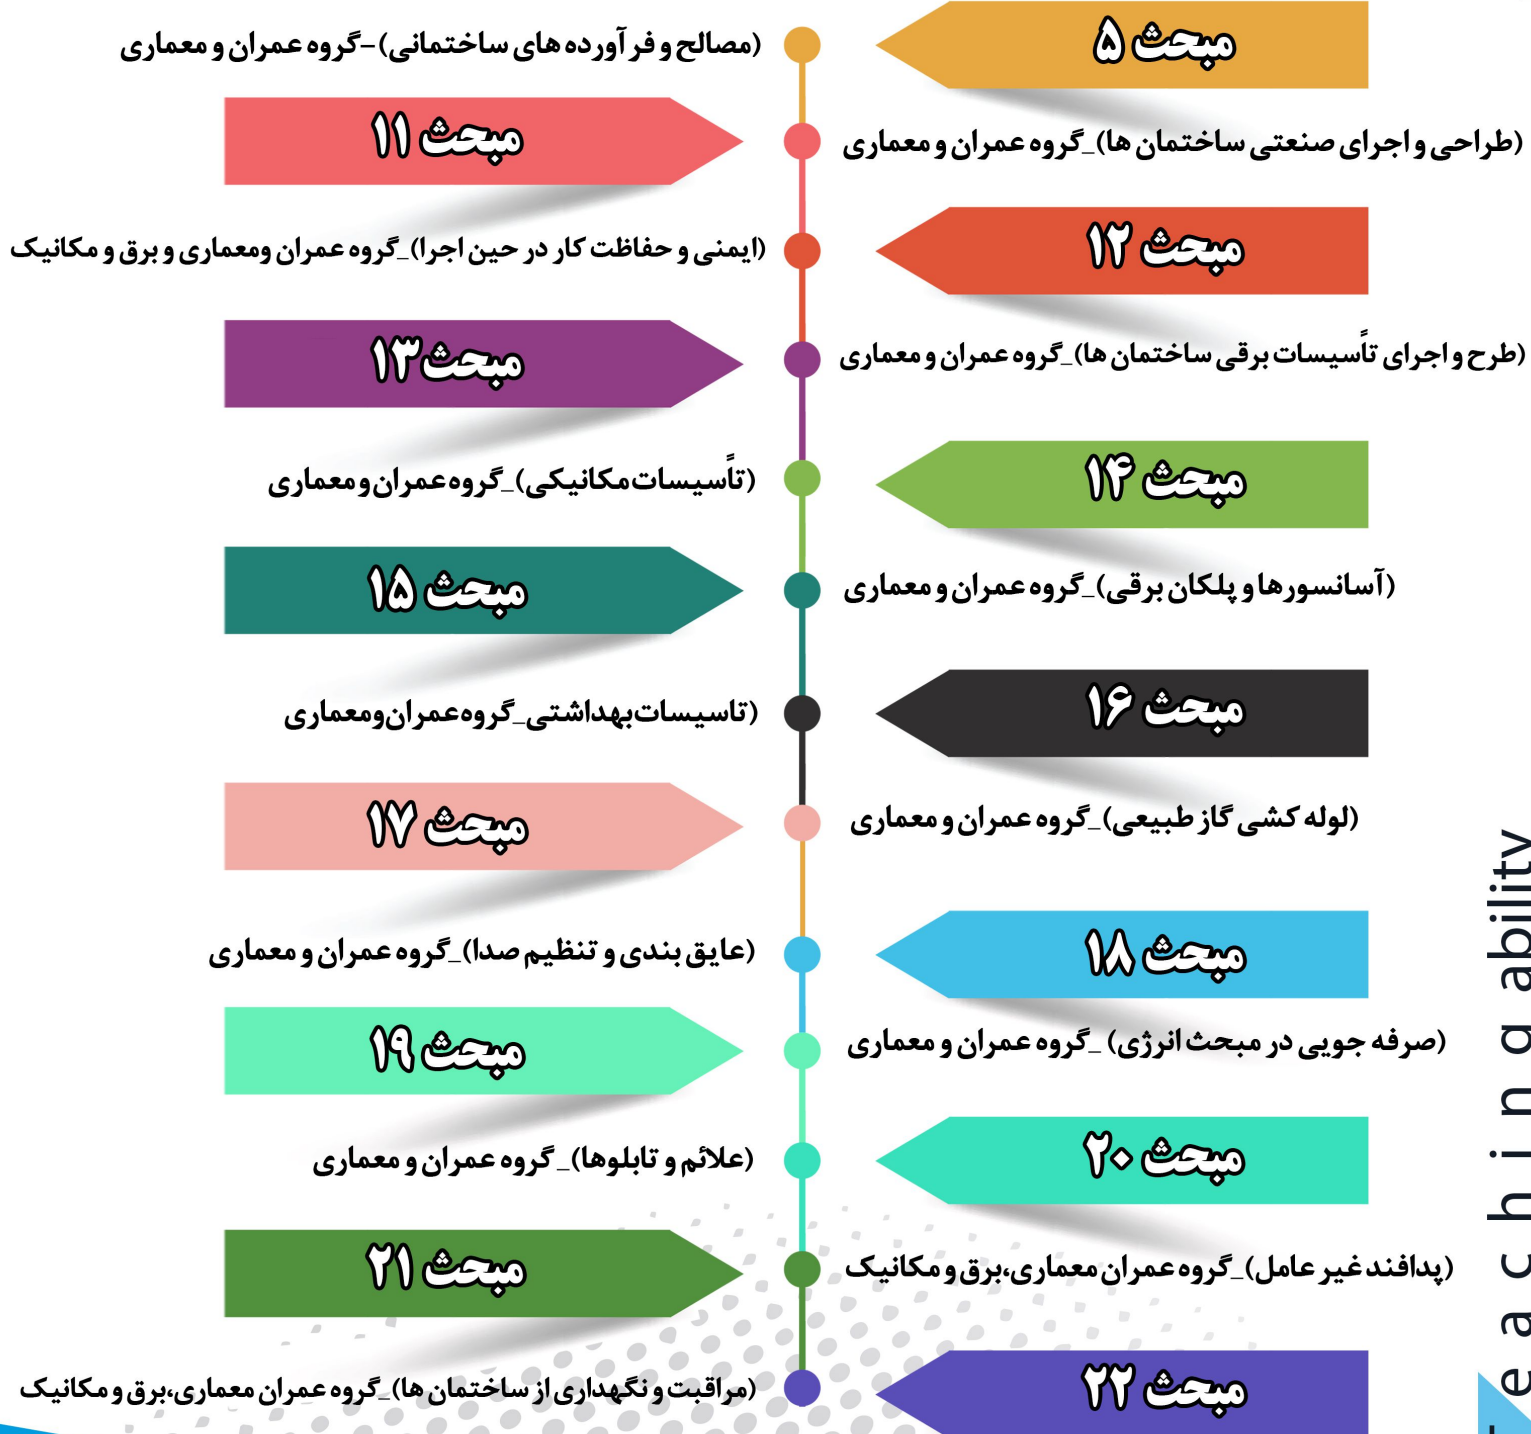 مبحث ۵
(مصالح و فرآورده های ساختمانی)-گروه عمران و معماری
مبحث ۱۱
(طراحی و اجرای صنعتی ساختمان ها)_گروه عمران و معماری
مبحث ۱۲
(ایمنی و حفاظت کار در حین اجرا)_گروه عمران ومعماری و برق و مکانیک
مبحث ۱۳
(طرح و اجرای تأسیسات برقی ساختمان ها)_گروه عمران و معماری
مبحث ۱۴
(تأسیسات مکانیکی)_گروه عمران و معماری
مبحث ۱۵
(آسانسورها و پلکان برقی)_گروه عمران و معماری
مبحث ۱۶
(تاسیسات بهداشتی_گروه عمران ومعماری
مبحث ۱۷
(لوله کشی گاز طبیعی)_گروه عمران و معماری
مبحث ۱۸
(عایق بندی و تنظیم صدا)_گروه عمران و معماری
مبحث ۱۹
(صرفه جویی در مبحث انرژی) _گروه عمران و معماری
مبحث ۲۰
(علائم و تابلوها)_گروه عمران و معماری
مبحث ۲۱
(پدافند غیر عامل)_گروه عمران معماری،برق و مکانیک
مبحث ۲۲
(مراقبت و نگهداری از ساختمان ها)_گروه عمران معماری،برق و مکانیک
Teaching ability